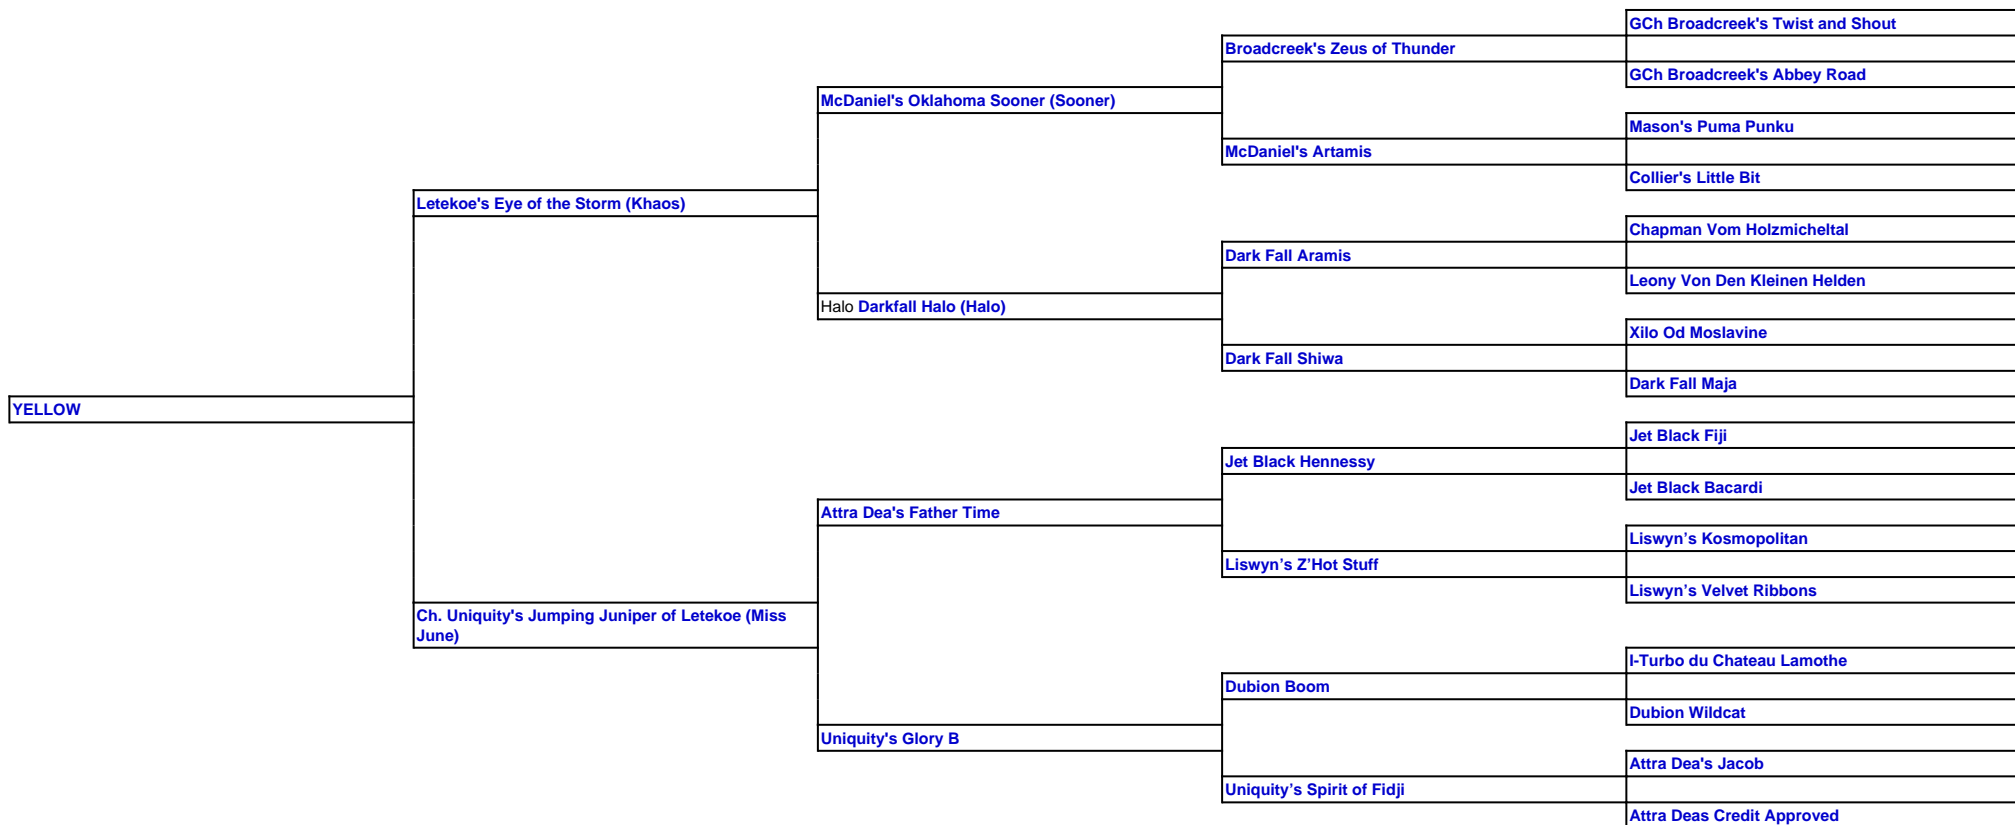 GCh Broadcreek's Twist and Shout
Broadcreek's Zeus of Thunder
GCh Broadcreek's Abbey Road
McDaniel's Oklahoma Sooner (Sooner)
Mason's Puma Punku
McDaniel's Artamis
Collier's Little Bit
Letekoe's Eye of the Storm (Khaos)
Chapman Vom Holzmicheltal
Dark Fall Aramis
Leony Von Den Kleinen Helden
Halo Darkfall Halo (Halo)
Xilo Od Moslavine
Dark Fall Shiwa
Dark Fall Maja
YELLOW
Jet Black Fiji
Jet Black Hennessy
Jet Black Bacardi
Attra Dea's Father Time
Liswyn’s Kosmopolitan
Liswyn’s Z’Hot Stuff
Liswyn’s Velvet Ribbons
Ch. Uniquity's Jumping Juniper of Letekoe (Miss
June)
I-Turbo du Chateau Lamothe
Dubion Boom
Dubion Wildcat
Uniquity's Glory B
Attra Dea's Jacob
Uniquity’s Spirit of Fidji
Attra Deas Credit Approved